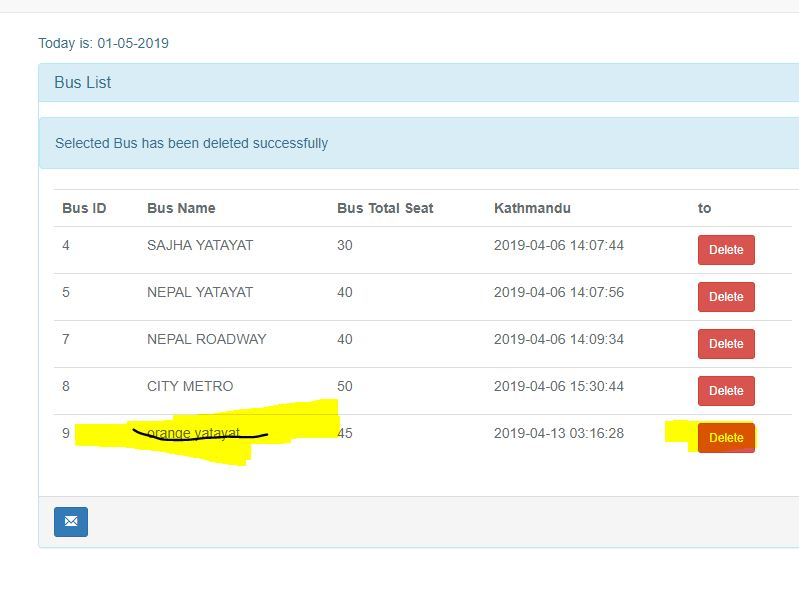 Today is: 01-05-2019
Bus List
Selected Bus has been deleted successfully
Bus ID Bus Name Bus Total Seat Kathmandu to
4 SAJHA YATAYAT 30 2019-04-06 14:07:44 Delete
5 NEPAL YATAYAT 40 2019-04-06 14:07:56 Delete
7 NEPAL ROADWAY 40 2019-04-06 14:09:34 Delete
8 CITY METRO 50 2019-04-06 15:30:44 Delete
9 orange yatayat 45 2019-04-13 03:16:28 Delete